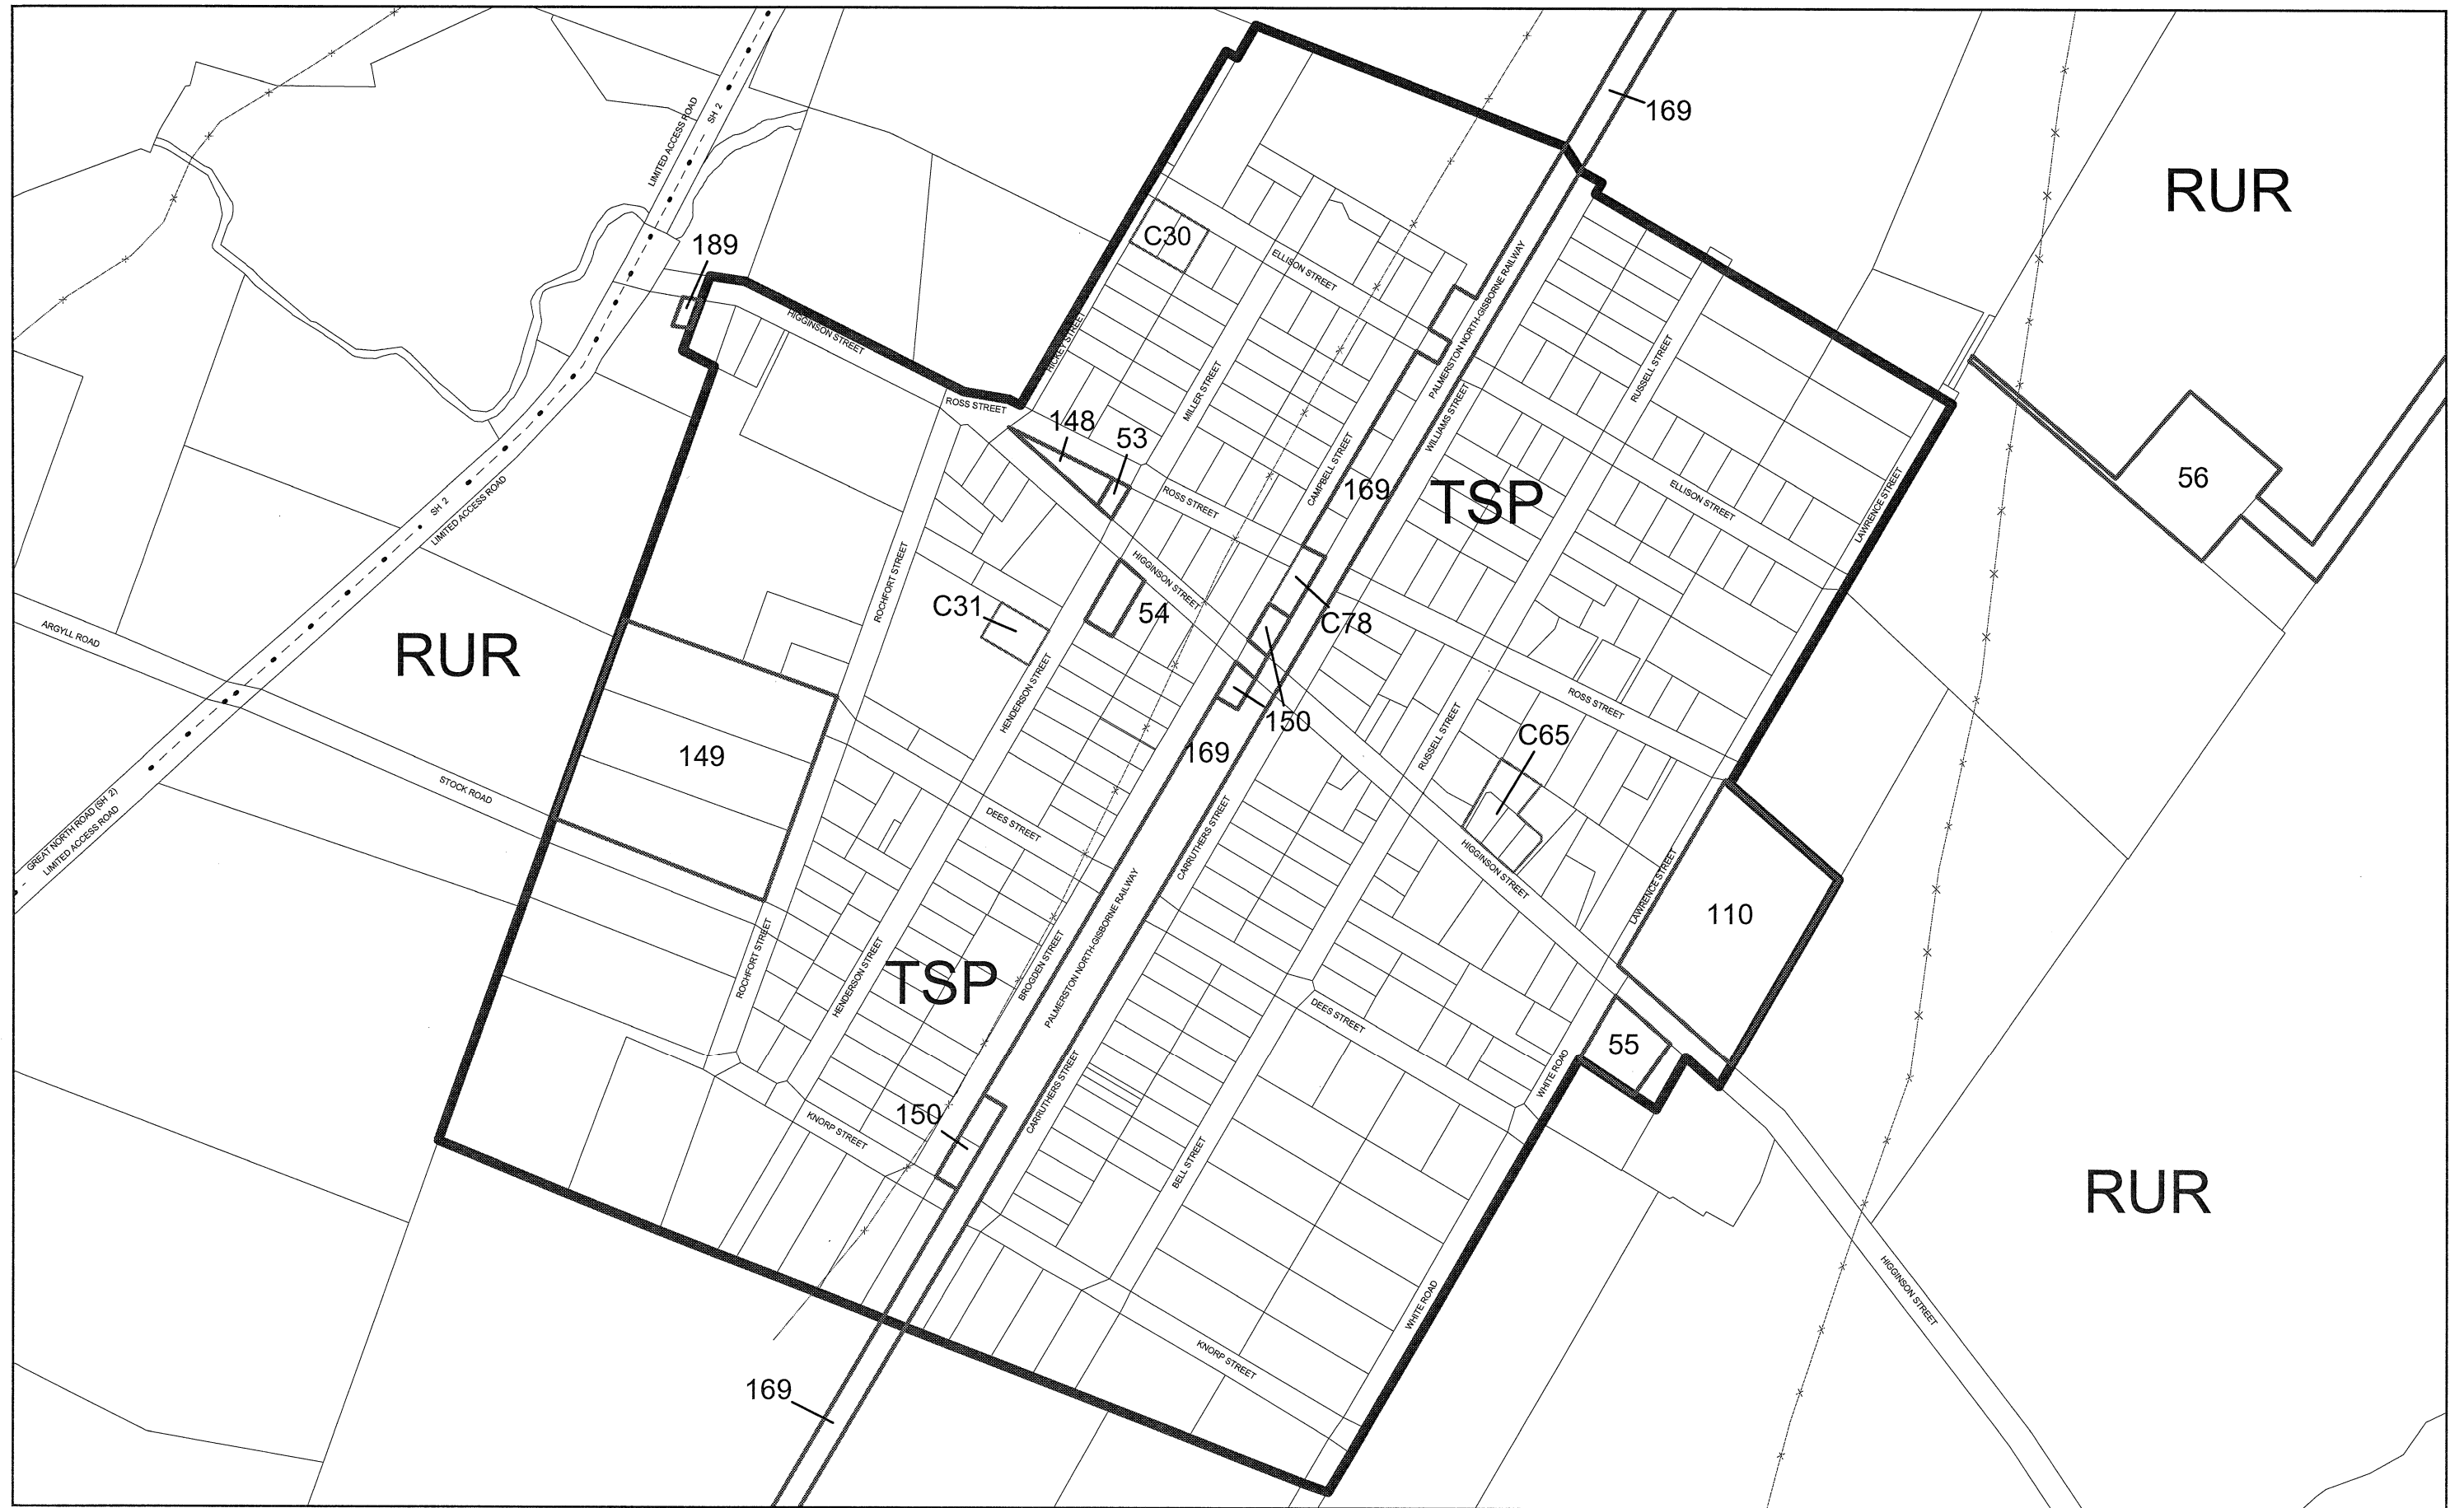 169
RUR
LIMITED ACCESS ROAD
SH 2
C30
189
ELLISON STREET
PALMERSTON NORTH-GISBORNE RAILWAY
HIGGINSON STREET
HICKEY STREET
RUSSELL STREET
MILLER STREET
ROSS STREET
WILLIAMS STREET
148
53
CAMPBELL STREET
56
169
TSP
ELLISON STREET
ROSS STREET
LAWRENCE STREET
SH 2
LIMITED ACCESS ROAD
ROCHFORT STREET
HIGGINSON STREET
C31
54
C78
ARGYLL ROAD
RUR
HENDERSON STREET
ROSS STREET
150
RUSSELL STREET
C65
169
149
STOCK ROAD
GREAT NORTH ROAD (SH 2)
LIMITED ACCESS ROAD
DEES STREET
CARRUTHERS STREET
HIGGINSON STREET
LAWRENCE STREET
110
PALMERSTON NORTH-GISBORNE RAILWAY
ROCHFORT STREET
HENDERSON STREET
TSP
BROGDEN STREET
DEES STREET
55
WHITE ROAD
CARRUTHERS STREET
150
KNORP STREET
BELL STREET
RUR
HIGGINSON STREET
WHITE ROAD
KNORP STREET
169